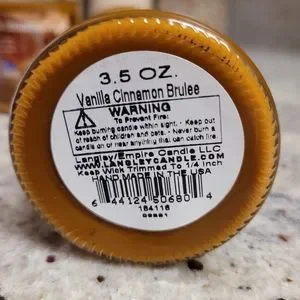 3.5 OZ.
Vanilla Cinnamon Brulee
WARNING
To Prevent Fire:
Keep burning candle within sight. - Keep out
of reach of children and pets. - Never burn a
candle on or near anything that can catch fire
Langley/Empire Candle LLC
WWW.LANGLEYCANDLE.COM
Keep Wick Trimmed To 1/4 Inch
HAND MADE IN THE USA
6 44124 50680 4
164116